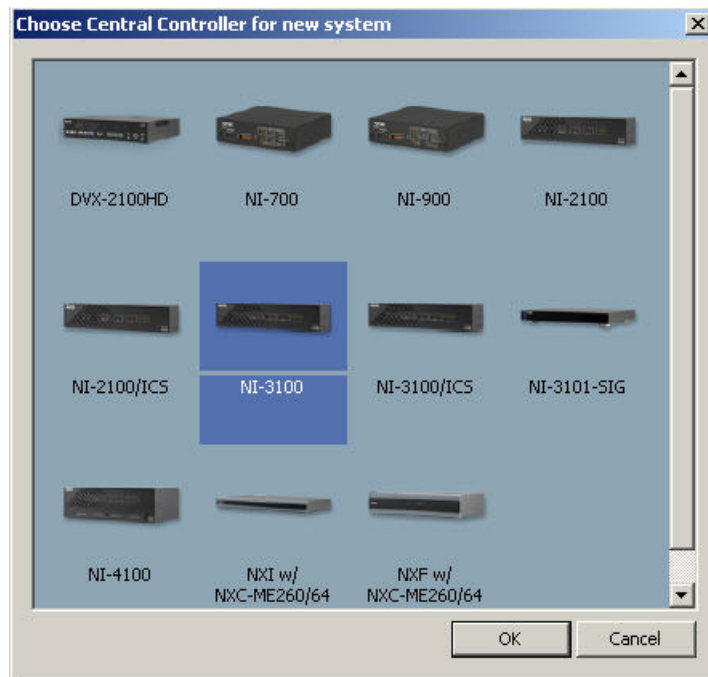 Choose Central Controller for new system
DVX-2100HD
NI-700
NI-900
NI-2100
NI-2100/ICS
NI-3100
NI-3100/ICS
NI-3101-SIG
NI-4100
NXI w/
NXC-ME260/64
NXF w/
NXC-ME260/64
OK
Cancel